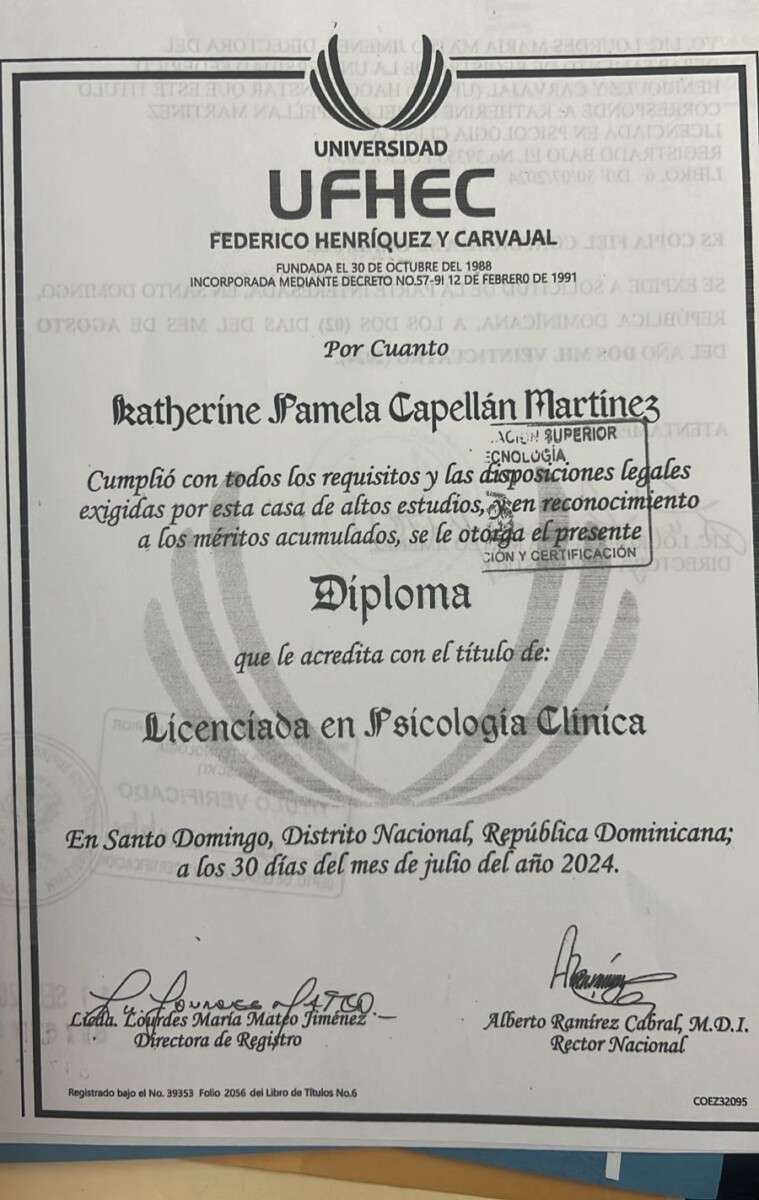 UNIVERSIDAD
UFHEC
FEDERICO HENRÍQUEZ Y CARVAJAL
FUNDADA EL 30 DE OCTUBRE DEL 1988
INCORPORADA MEDIANTE DECRETO NO.57-91 12 DE FEBRERO DE 1991
Por Cuanto
Katherine Pamela Capellán Martínez
ACIÓN SUPERIOR
ECNOLOGÍA
Cumplió con todos los requisitos y las disposiciones legales
exigidas por esta casa de altos estudios, y en reconocimiento
a los méritos acumulados, se le otorga el presente
CIÓN Y CERTIFICACIÓN
Diploma
que le acredita con el título de:
Licenciada en Psicología Clínica
En Santo Domingo, Distrito Nacional, República Dominicana;
a los 30 días del mes de julio del año 2024.
Licda. Lourdes María Mateo Jiménez
Directora de Registro
Alberto Ramírez Cabral, M.D.I.
Rector Nacional
Registrado bajo el No. 39353 Folio 2056 del Libro de Títulos No.6
COEZ32095